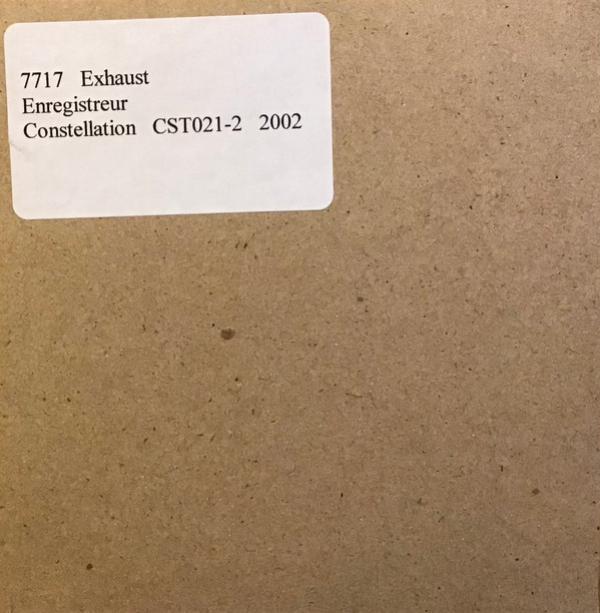 7717 Exhaust
Enregistreur
Constellation CST021-2 2002